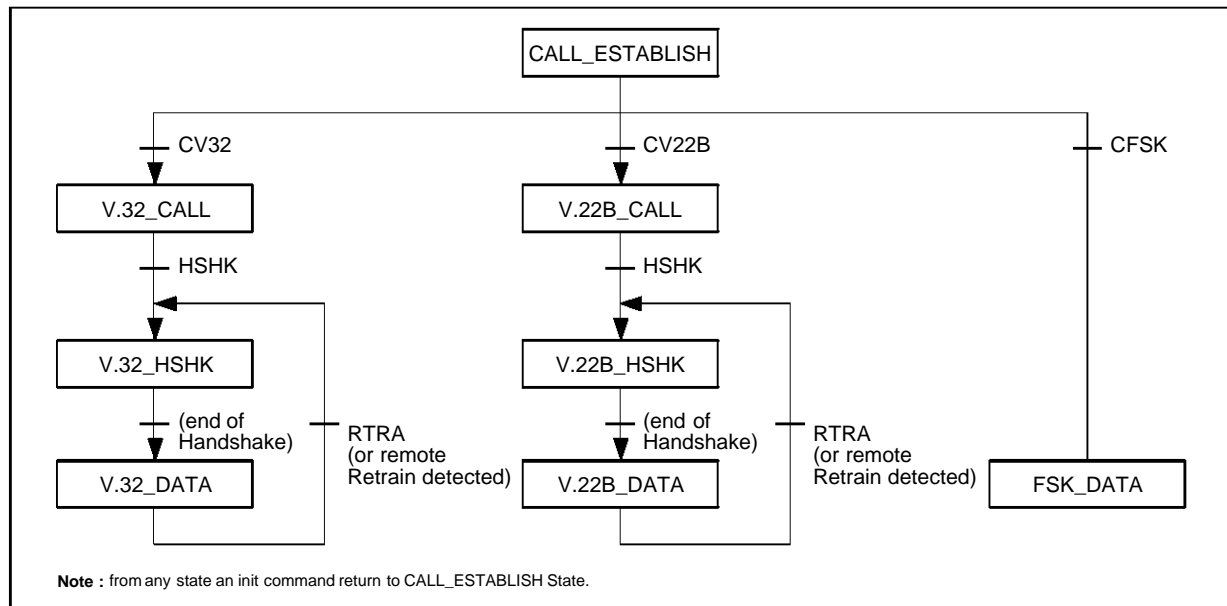 CALL_ESTABLISH
CV32
CV22B
CFSK
V.32_CALL
V.22B_CALL
HSHK
HSHK
V.32_HSHK
V.22B_HSHK
(end of
Handshake)
RTRA
(or remote
Retrain detected)
(end of
Handshake)
RTRA
(or remote
Retrain detected)
V.32_DATA
V.22B_DATA
FSK_DATA
Note : from any state an init command return to CALL_ESTABLISH State.